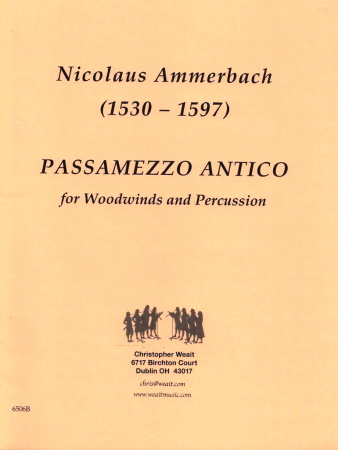 Nicolaus Ammerbach
(1530 – 1597)
PASSAMEZZO ANTICO
for Woodwinds and Percussion
Christopher Weait
6717 Birchton Court
Dublin OH 43017
chris@weait.com
www.weaitmusic.com
6506B